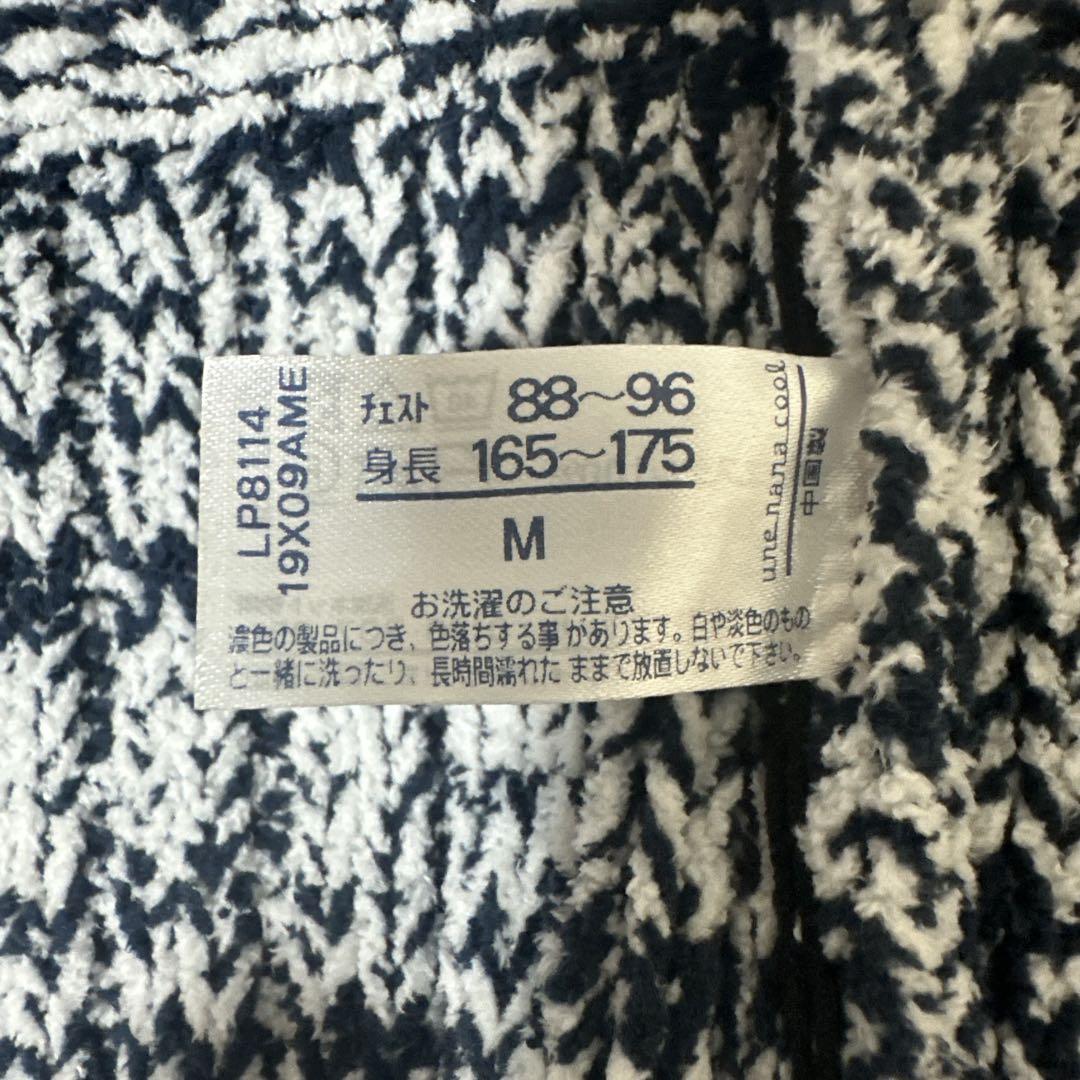 チェスト 88～96
身長 165～175
M
お洗濯のご注意
濃色の製品につき、色落ちする事があります。白や淡色のもの
と一緒に洗ったり、長時間濡れたままで放置しないで下さい。
LP8114
19X09AME
une nana cool
中国製